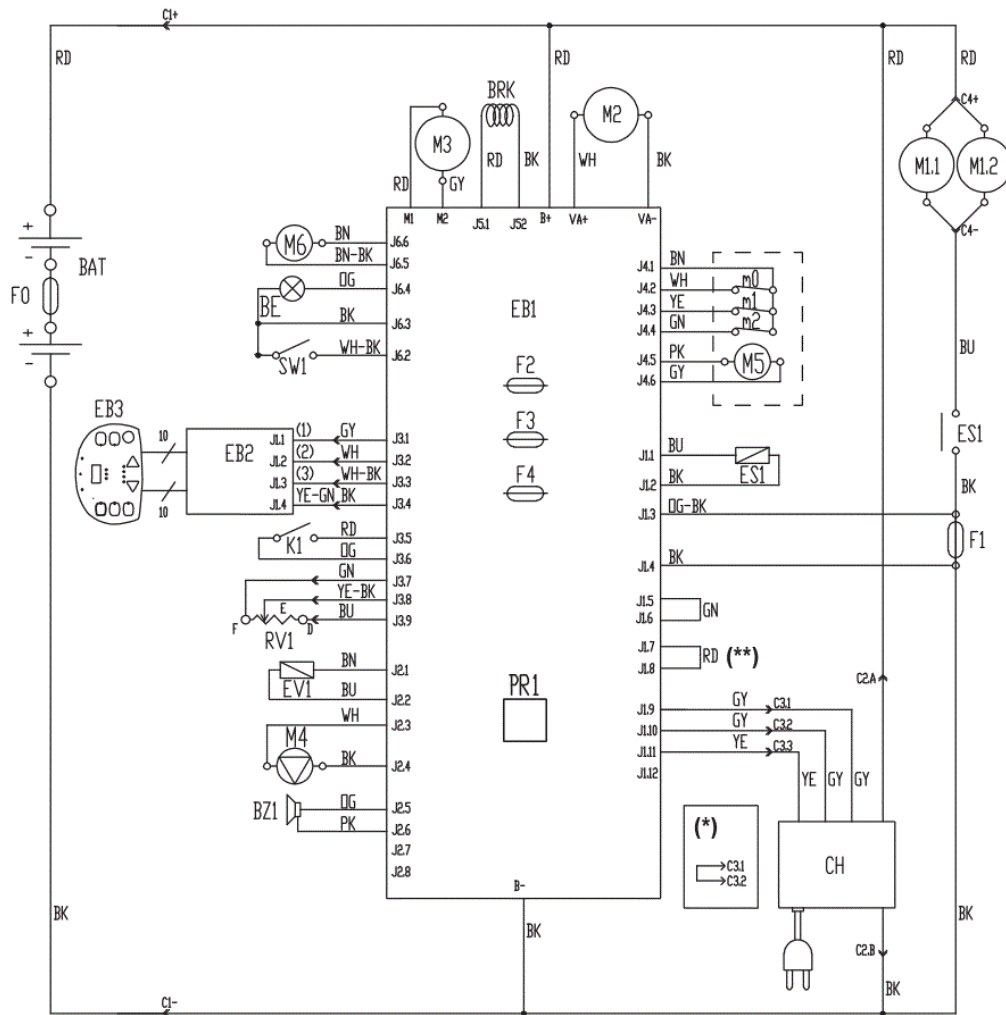 C1+
RD
RD
RD
RD
BRK
M3
M2
C4+
M1.1
M1.2
C4-
RD
GY
RD
BK
WH
BK
M1
M2
J5.1
J5.2
B+
VA+
VA-
+
-
BAT
F0
+
-
M6
BN
J6.6
BN-BK
J6.5
OG
J6.4
BE
BK
J6.3
WH-BK
J6.2
SW1
EB1
F2
F3
F4
J4.1
BN
J4.2
WH
m0
J4.3
YE
m1
J4.4
GN
m2
J4.5
PK
M5
J4.6
GY
BU
ES1
BK
EB3
10
10
EB2
J1.1
(1)
GY
J3.1
J1.2
(2)
WH
J3.2
J1.3
(3)
WH-BK
J3.3
J1.4
YE-GN
BK
J3.4
RD
J3.5
K1
OG
J3.6
GN
J3.7
YE-BK
J3.8
BU
J3.9
F
E
D
RV1
J1.1
BU
J1.2
BK
ES1
J1.3
OG-BK
F1
J1.4
BK
J1.5
J1.6
GN
J1.7
J1.8
RD
(**)
BN
J2.1
EV1
BU
J2.2
WH
J2.3
M4
BK
J2.4
BZ1
OG
J2.5
PK
J2.6
J2.7
J2.8
PR1
C2.A
J1.9
GY
C3.1
J1.10
GY
C3.2
J1.11
YE
C3.3
J1.12
YE
GY
GY
(*)
C3.1
C3.2
CH
B-
BK
BK
BK
C2.B
BK
C1-